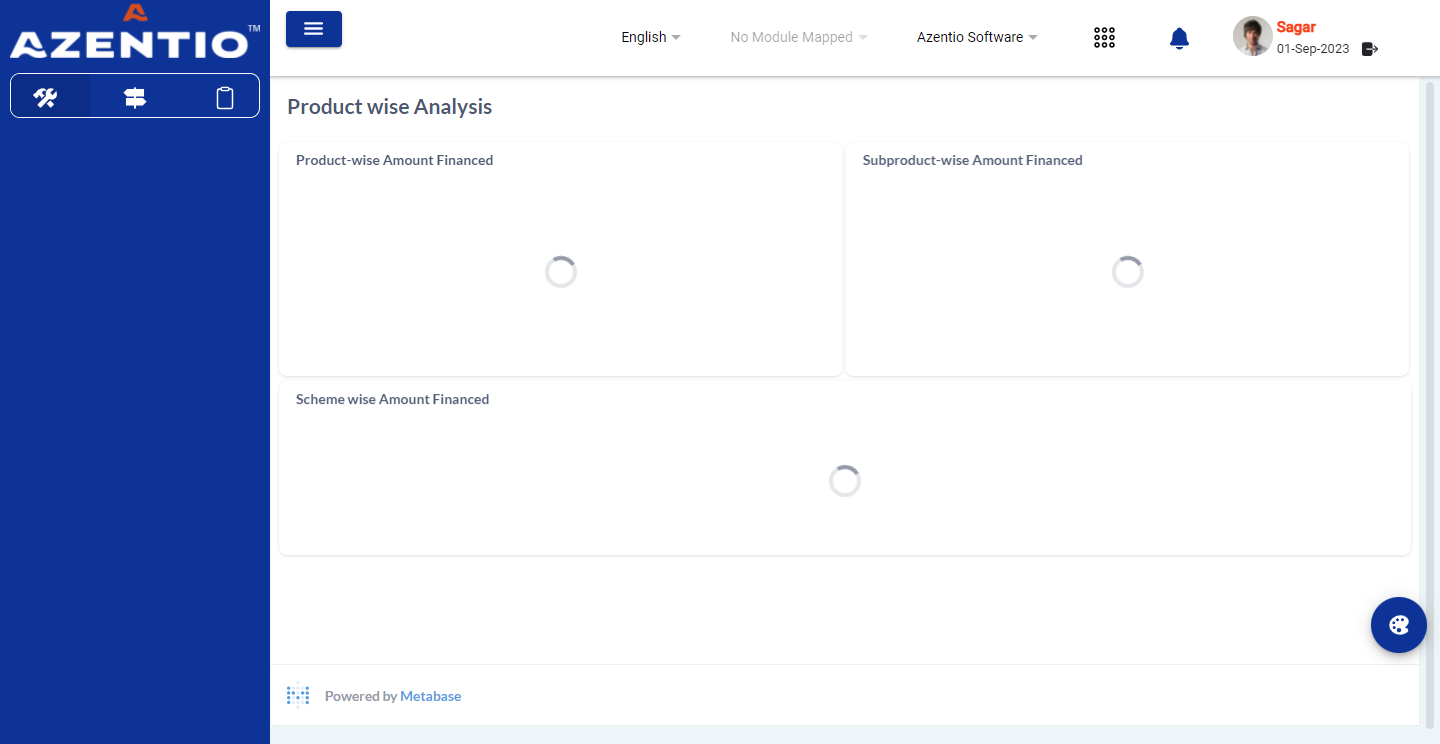 AZENTIO™
English
No Module Mapped
Azentio Software
Sagar
01-Sep-2023
Product wise Analysis
Product-wise Amount Financed
Subproduct-wise Amount Financed
Scheme wise Amount Financed
Powered by Metabase